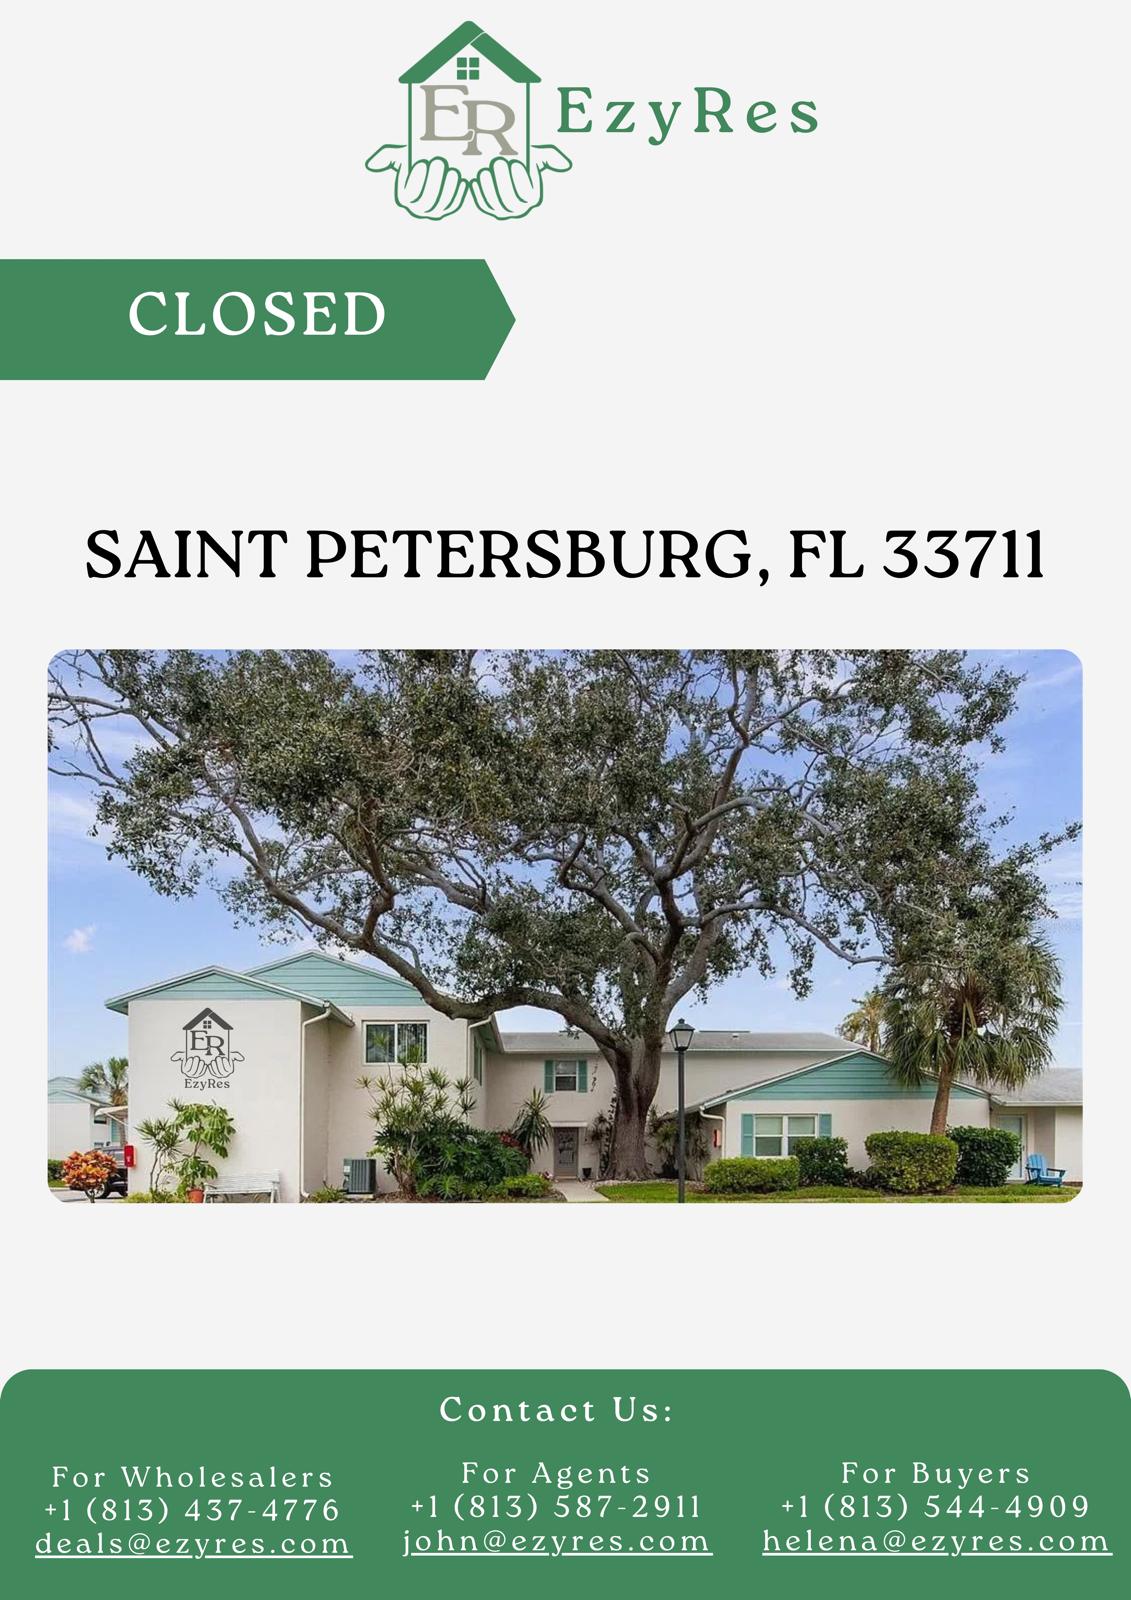 ER
EzyRes
CLOSED
SAINT PETERSBURG, FL 33711
ER
EzyRes
Contact Us:
For Wholesalers
+1 (813) 437-4776
deals@ezyres.com
For Agents
+1 (813) 587-2911
john@ezyres.com
For Buyers
+1 (813) 544-4909
helena@ezyres.com